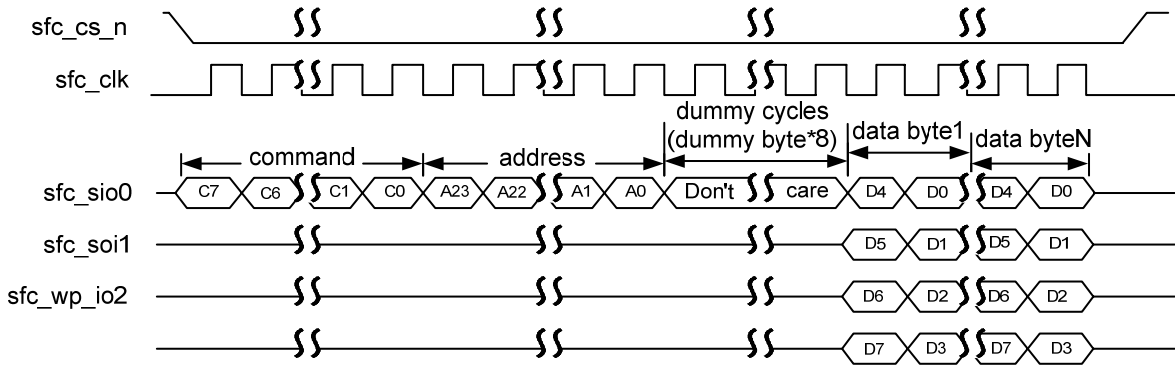 sfc_cs_n
sfc_clk
dummy cycles
(dummy byte*8)
data byte1
data byteN
command
address
sfc_sio0
C7 C6 C1 C0 A23 A22 A1 A0 Don't care D4 D0 D4 D0
sfc_soi1
D5 D1 D5 D1
sfc_wp_io2
D6 D2 D6 D2
D7 D3 D7 D3